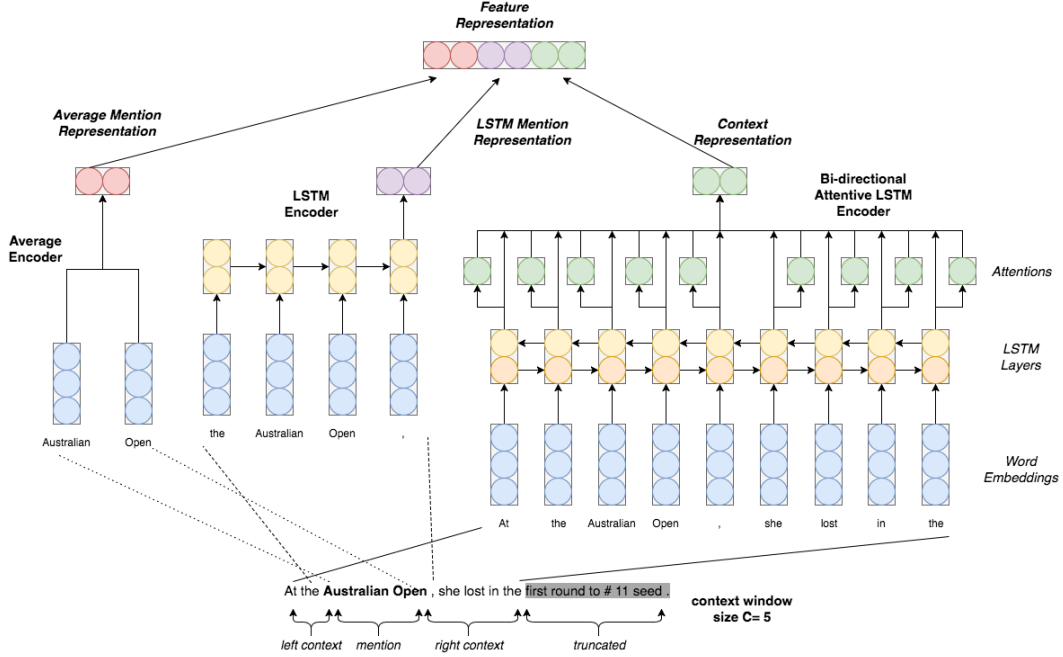 Feature
Representation
Average Mention
Representation
LSTM Mention
Representation
Context
Representation
LSTM
Encoder
Bi-directional
Attentive LSTM
Encoder
Average
Encoder
Attentions
LSTM
Layers
Australian Open
the Australian Open ,
Word
Embeddings
At the Australian Open , she lost in the
At the Australian Open , she lost in the first round to # 11 seed .
context window
size C= 5
left context mention right context truncated